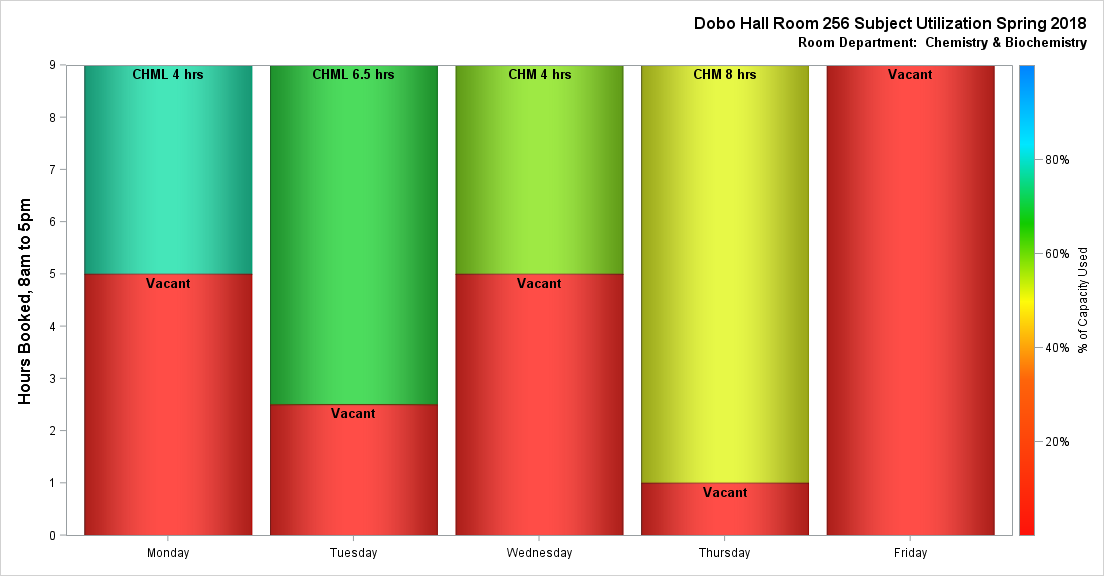 Dobo Hall Room 256 Subject Utilization Spring 2018
Room Department:  Chemistry & Biochemistry
Hours Booked, 8am to 5pm
9
8
7
6
5
4
3
2
1
0
CHML 4 hrs
CHML 6.5 hrs
CHM 4 hrs
CHM 8 hrs
Vacant
Vacant
Vacant
Vacant
Vacant
Monday
Tuesday
Wednesday
Thursday
Friday
80%
60%
40%
20%
% of Capacity Used